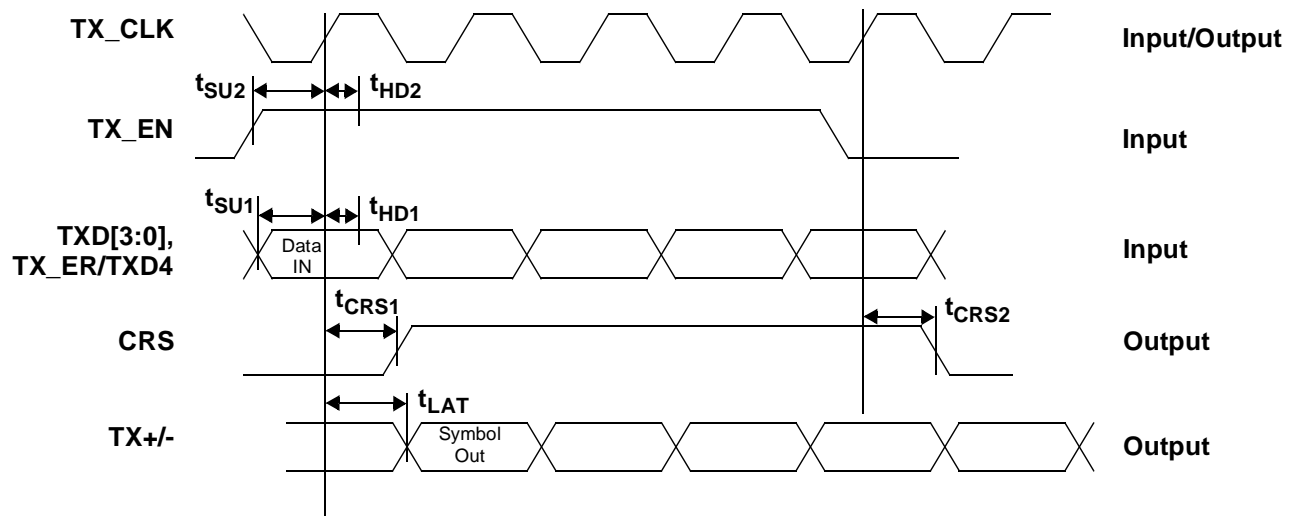 TX_CLK
Input/Output
tSU2
tHD2
TX_EN
Input
tSU1
tHD1
TXD[3:0],
TX_ER/TXD4
Data
IN
Input
tCRS1
tCRS2
CRS
Output
tLAT
TX+/-
Symbol
Out
Output